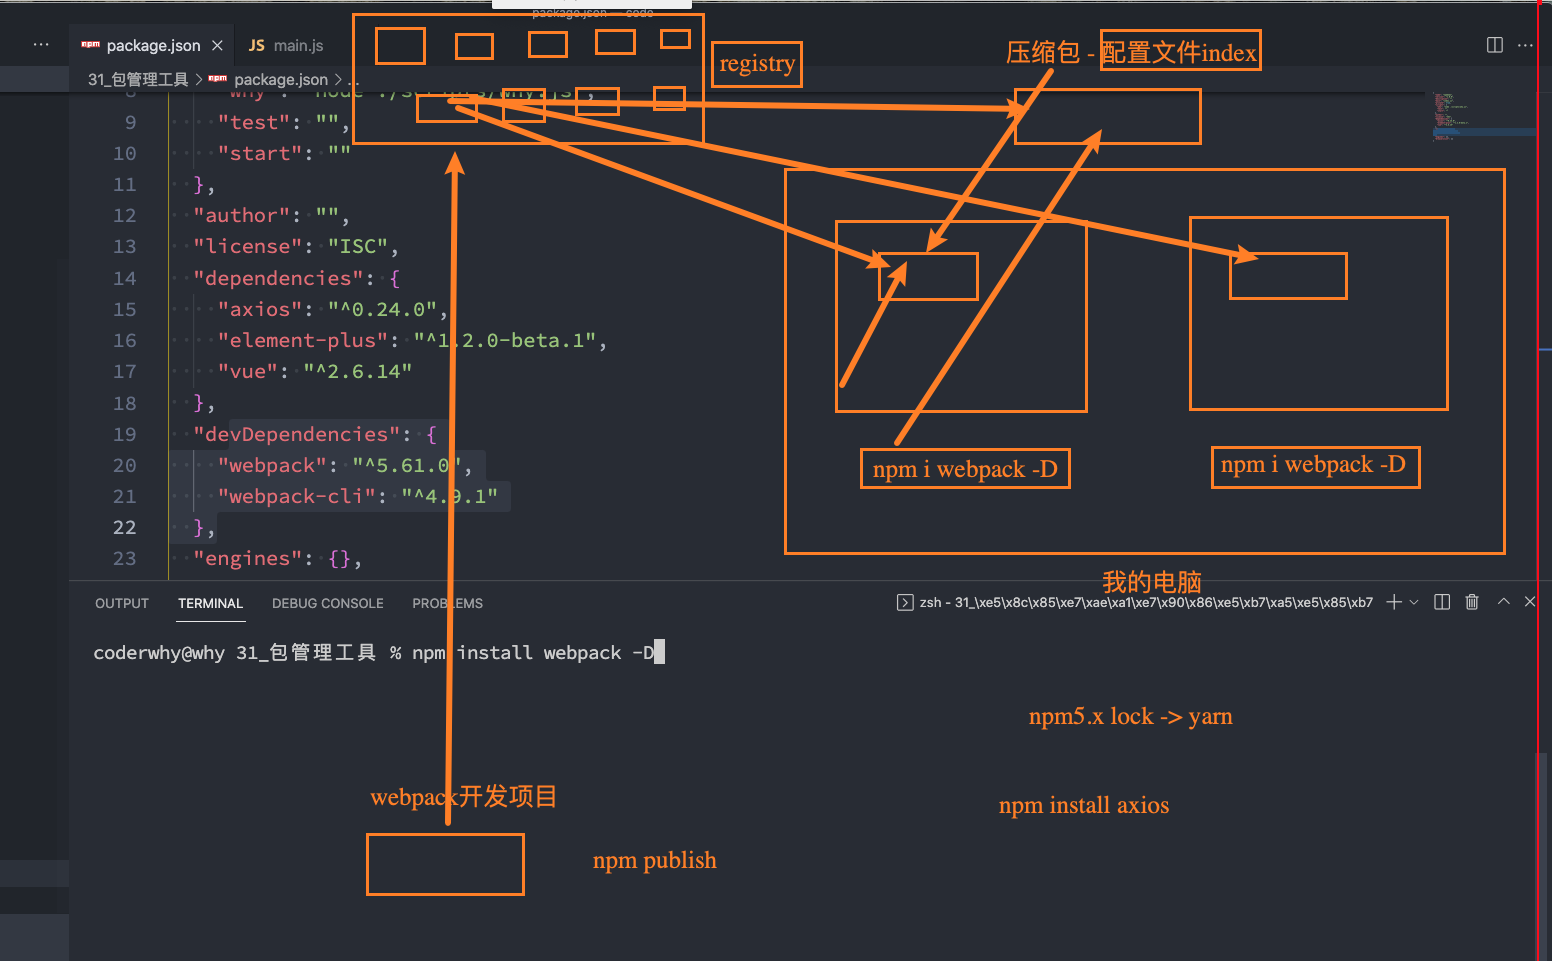 package.json — code
npm package.json × JS main.js
31_包管理工具 > npm package.json > ...
registry
压缩包 - 配置文件index
9 "test": "",
10 "start": ""
11 },
12 "author": "",
13 "license": "ISC",
14 "dependencies": {
15 "axios": "^0.24.0",
16 "element-plus": "^1.2.0-beta.1",
17 "vue": "^2.6.14"
18 },
19 "devDependencies": {
20 "webpack": "^5.61.0",
21 "webpack-cli": "^4.9.1"
22 },
23 "engines": {},
npm i webpack -D
npm i webpack -D
我的电脑
OUTPUT TERMINAL DEBUG CONSOLE PROBLEMS
zsh - 31_\xe5\x8c\x85\xe7\xae\xa1\xe7\x90\x86\xe5\xb7\xa5\xe5\x85\xb7
coderwhy@why 31_包管理工具 % npm install webpack -D
npm5.x lock -> yarn
webpack开发项目
npm install axios
npm publish